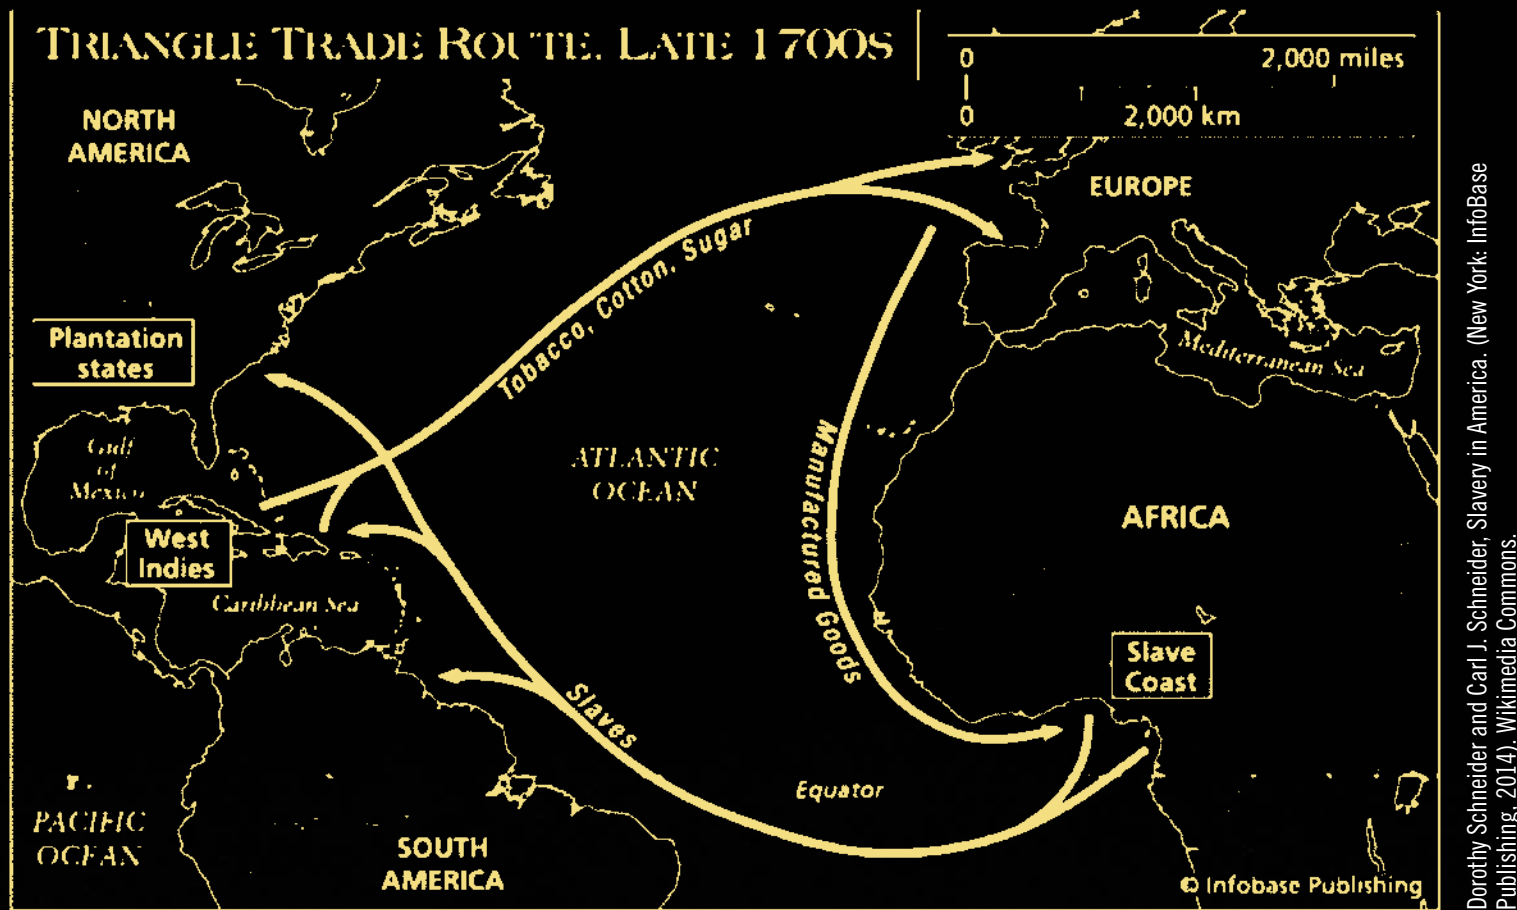 TRIANGLE TRADE ROUTE, LATE 1700S
0
2,000 miles
0
2,000 km
NORTH
AMERICA
EUROPE
Tobacco, Cotton, Sugar
Plantation
states
Mediterranean Sea
Gulf
of
Mexico
ATLANTIC
OCEAN
Manufactured Goods
AFRICA
West
Indies
Caribbean Sea
Slave
Coast
Slaves
Equator
PACIFIC
OCEAN
SOUTH
AMERICA
© Infobase Publishing
Dorothy Schneider and Carl J. Schneider, Slavery in America. (New York: InfoBase
Publishing, 2014). Wikimedia Commons.